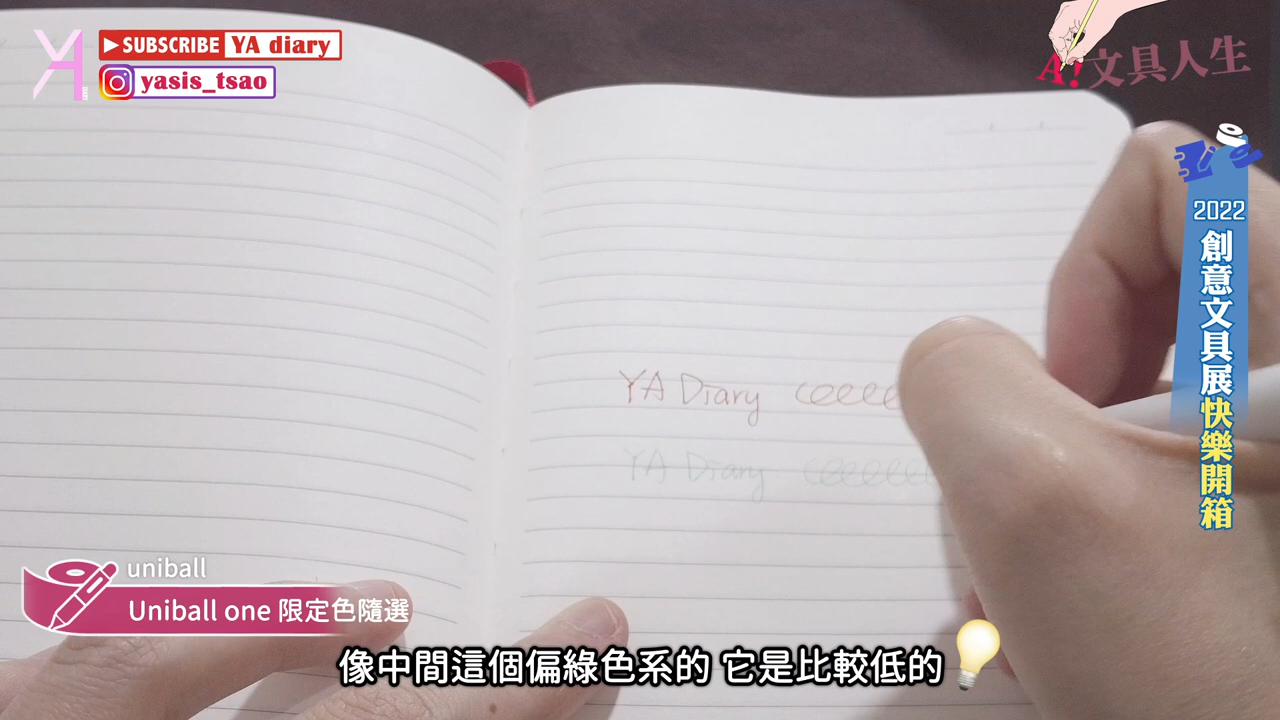 YA
SUBSCRIBE YA diary
yasis_tsao
A!文具人生
2022
創意文具展快樂開箱
YA Diary
YA Diary
uniball
Uniball one 限定色隨選
像中間這個偏綠色系的 它是比較低的